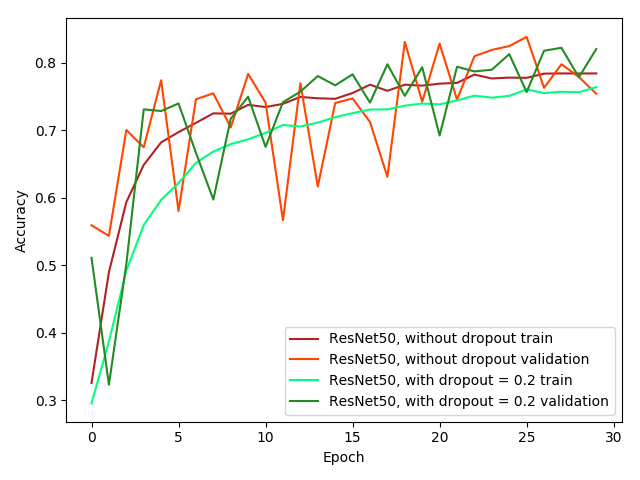 0.8
0.7
0.6
0.5
0.4
0.3
Accuracy
ResNet50, without dropout train
ResNet50, without dropout validation
ResNet50, with dropout = 0.2 train
ResNet50, with dropout = 0.2 validation
0 5 10 15 20 25 30
Epoch